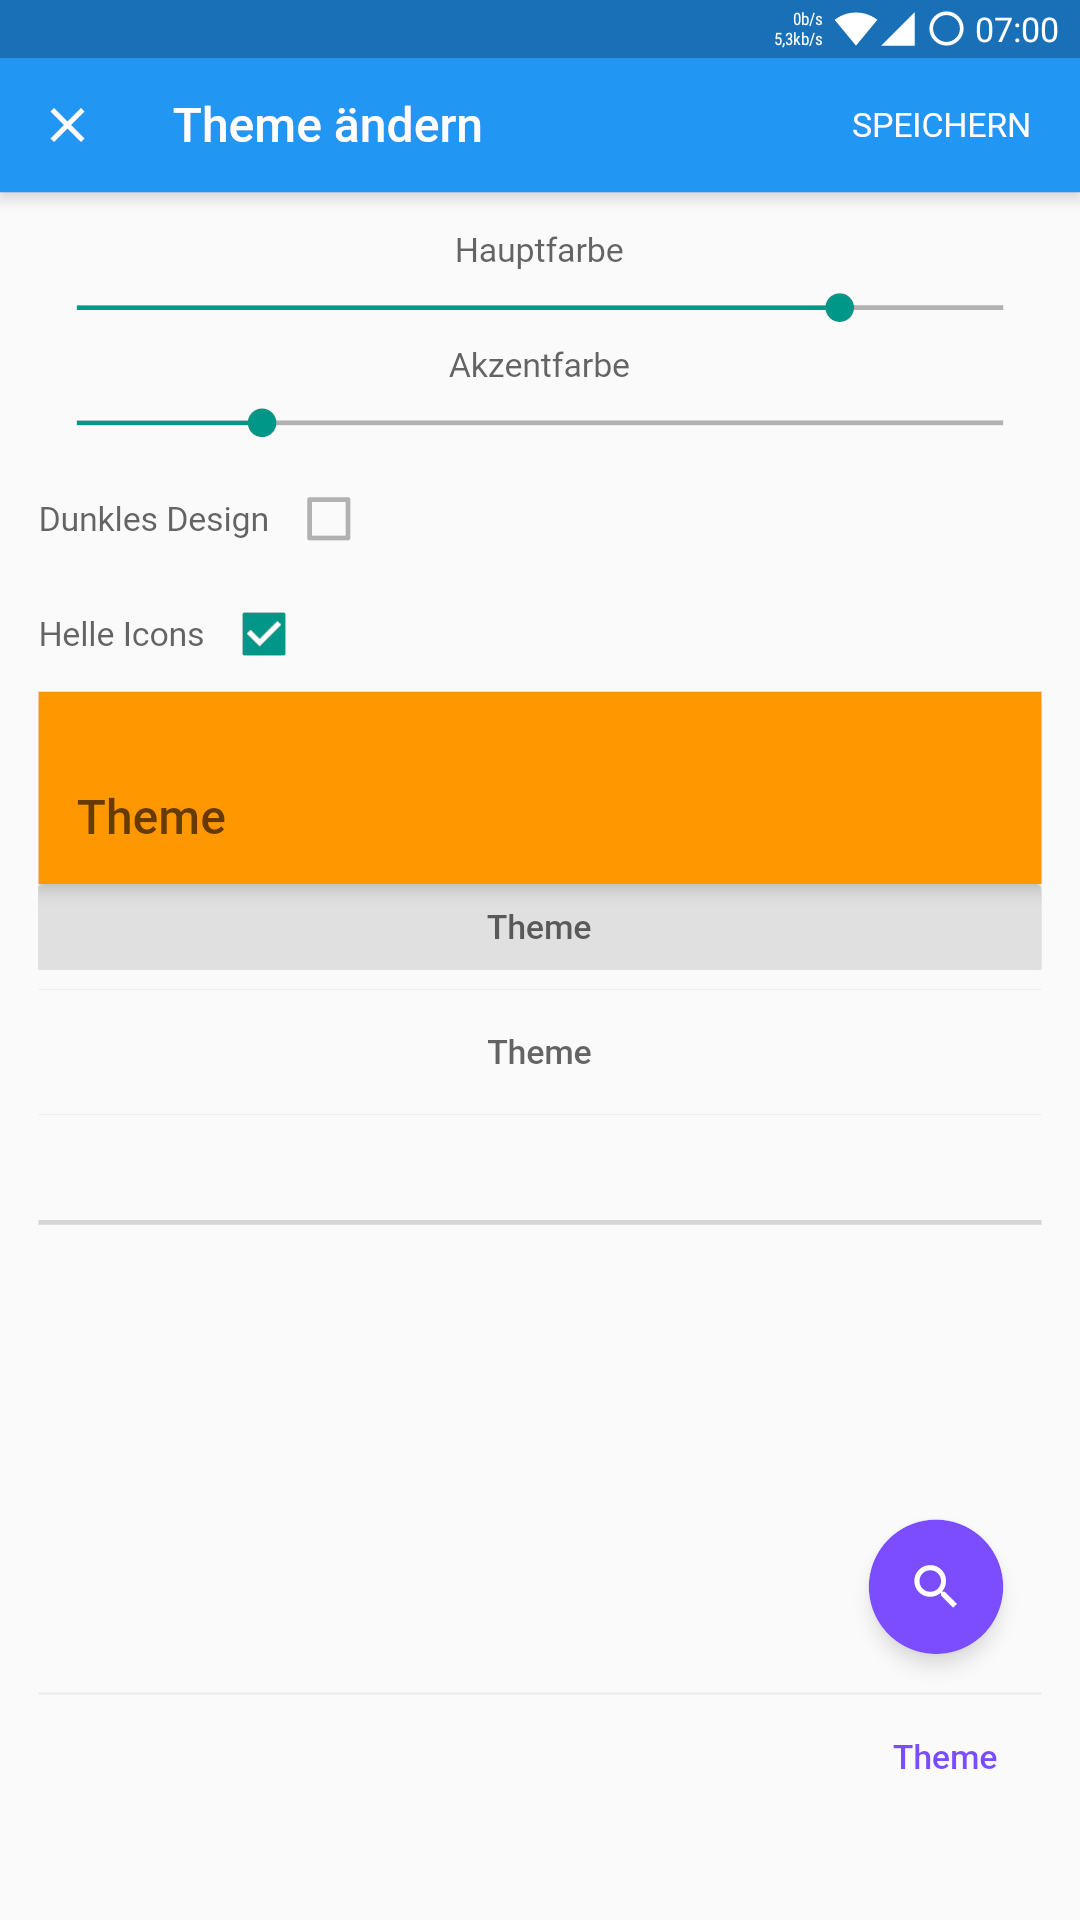 0b/s
5,3kb/s
07:00
Theme ändern
SPEICHERN
Hauptfarbe
Akzentfarbe
Dunkles Design
Helle Icons
Theme
Theme
Theme
Theme